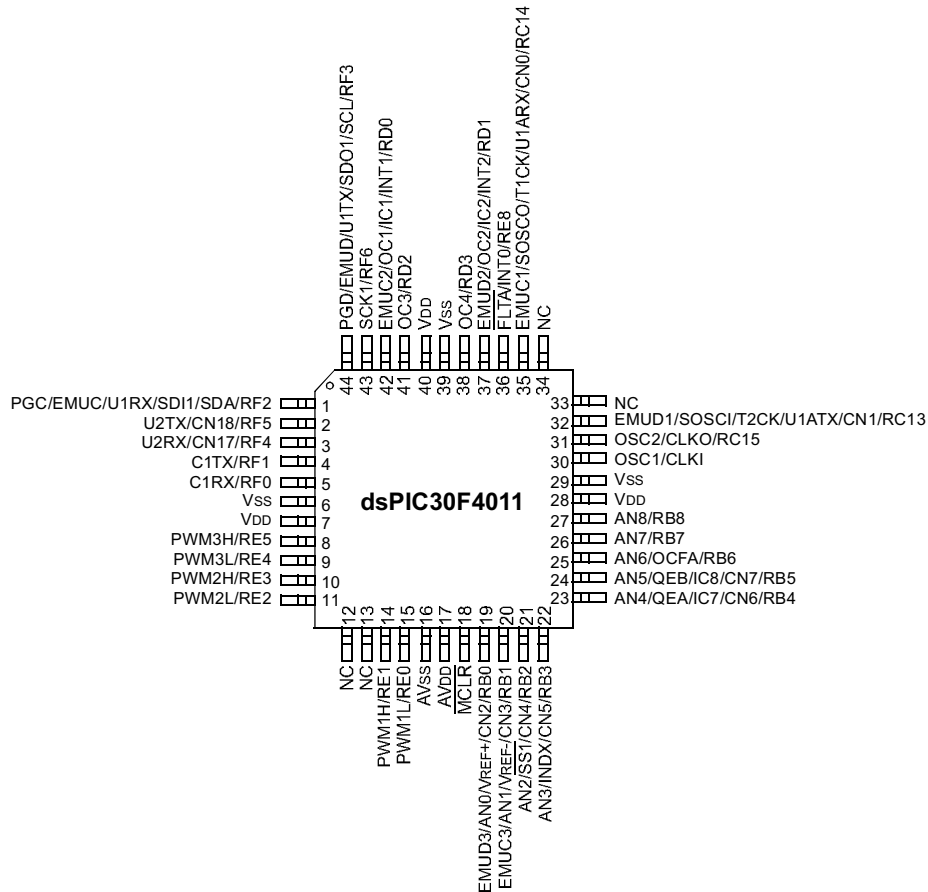 PGD/EMUD/U1TX/SDO1/SCL/RF3
SCK1/RF6
EMUC2/OC1/IC1/INT1/RD0
OC3/RD2
VDD
VSS
OC4/RD3
EMUD2/OC2/IC2/INT2/RD1
FLTA/INT0/RE8
EMUC1/SOSCO/T1CK/U1ARX/CN0/RC14
NC
44
43
42
41
40
39
38
37
36
35
34
PGC/EMUC/U1RX/SDI1/SDA/RF2 1
U2TX/CN18/RF5 2
U2RX/CN17/RF4 3
C1TX/RF1 4
C1RX/RF0 5
VSS 6
VDD 7
PWM3H/RE5 8
PWM3L/RE4 9
PWM2H/RE3 10
PWM2L/RE2 11
dsPIC30F4011
33 NC
32 EMUD1/SOSCI/T2CK/U1ATX/CN1/RC13
31 OSC2/CLKO/RC15
30 OSC1/CLKI
29 VSS
28 VDD
27 AN8/RB8
26 AN7/RB7
25 AN6/OCFA/RB6
24 AN5/QEB/IC8/CN7/RB5
23 AN4/QEA/IC7/CN6/RB4
12
13
14
15
16
17
18
19
20
21
22
NC
NC
PWM1H/RE1
PWM1L/RE0
AVSS
AVDD
MCLR
EMUD3/AN0/VREF+/CN2/RB0
EMUC3/AN1/VREF-/CN3/RB1
AN2/SS1/CN4/RB2
AN3/INDX/CN5/RB3